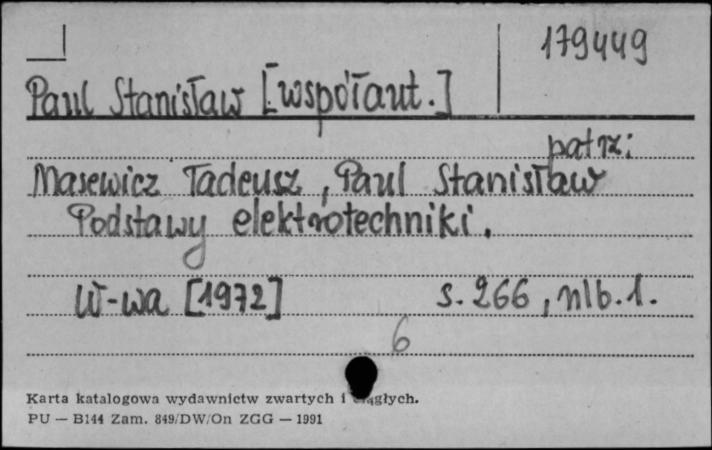 179449
Paul Stanisław [współaut.]
patrz:
Masewicz Tadeusz, Paul Stanisław
Podstawy elektrotechniki.
W-wa [1972] s. 266, nlb. 1.
6
Karta katalogowa wydawnictw zwartych i ciągłych.
PU — B144 Zam. 849/DW/On ZGG — 1991